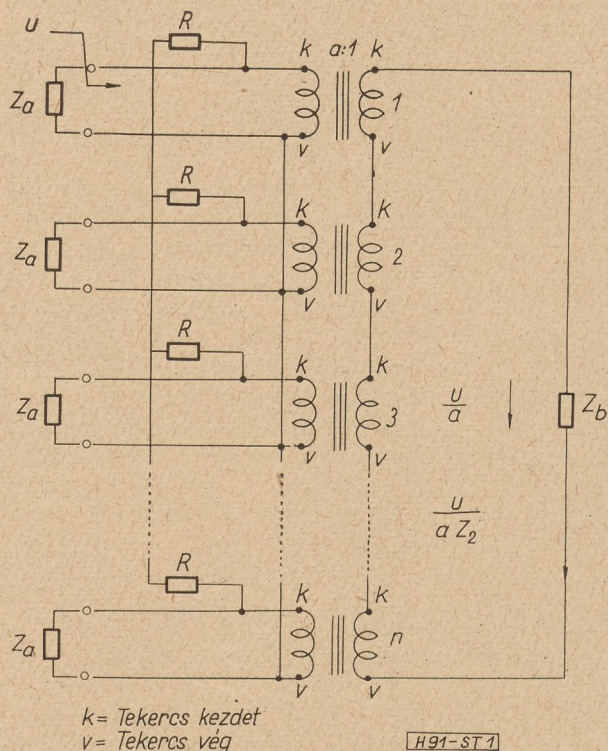 u
R
k a:1 k
Za
1
v v
R
k k
Za
2
v v
R
k k
Za
3
U/a
Zb
v v
U/a Z2
R
k k
Za
n
v v
k= Tekercs kezdet
v= Tekercs vég
H91-ST1